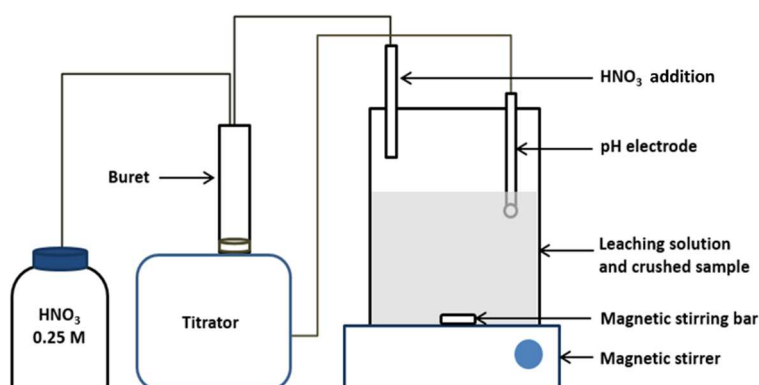 HNO₃ addition
pH electrode
Buret
Leaching solution
and crushed sample
HNO₃
0.25 M
Titrator
Magnetic stirring bar
Magnetic stirrer